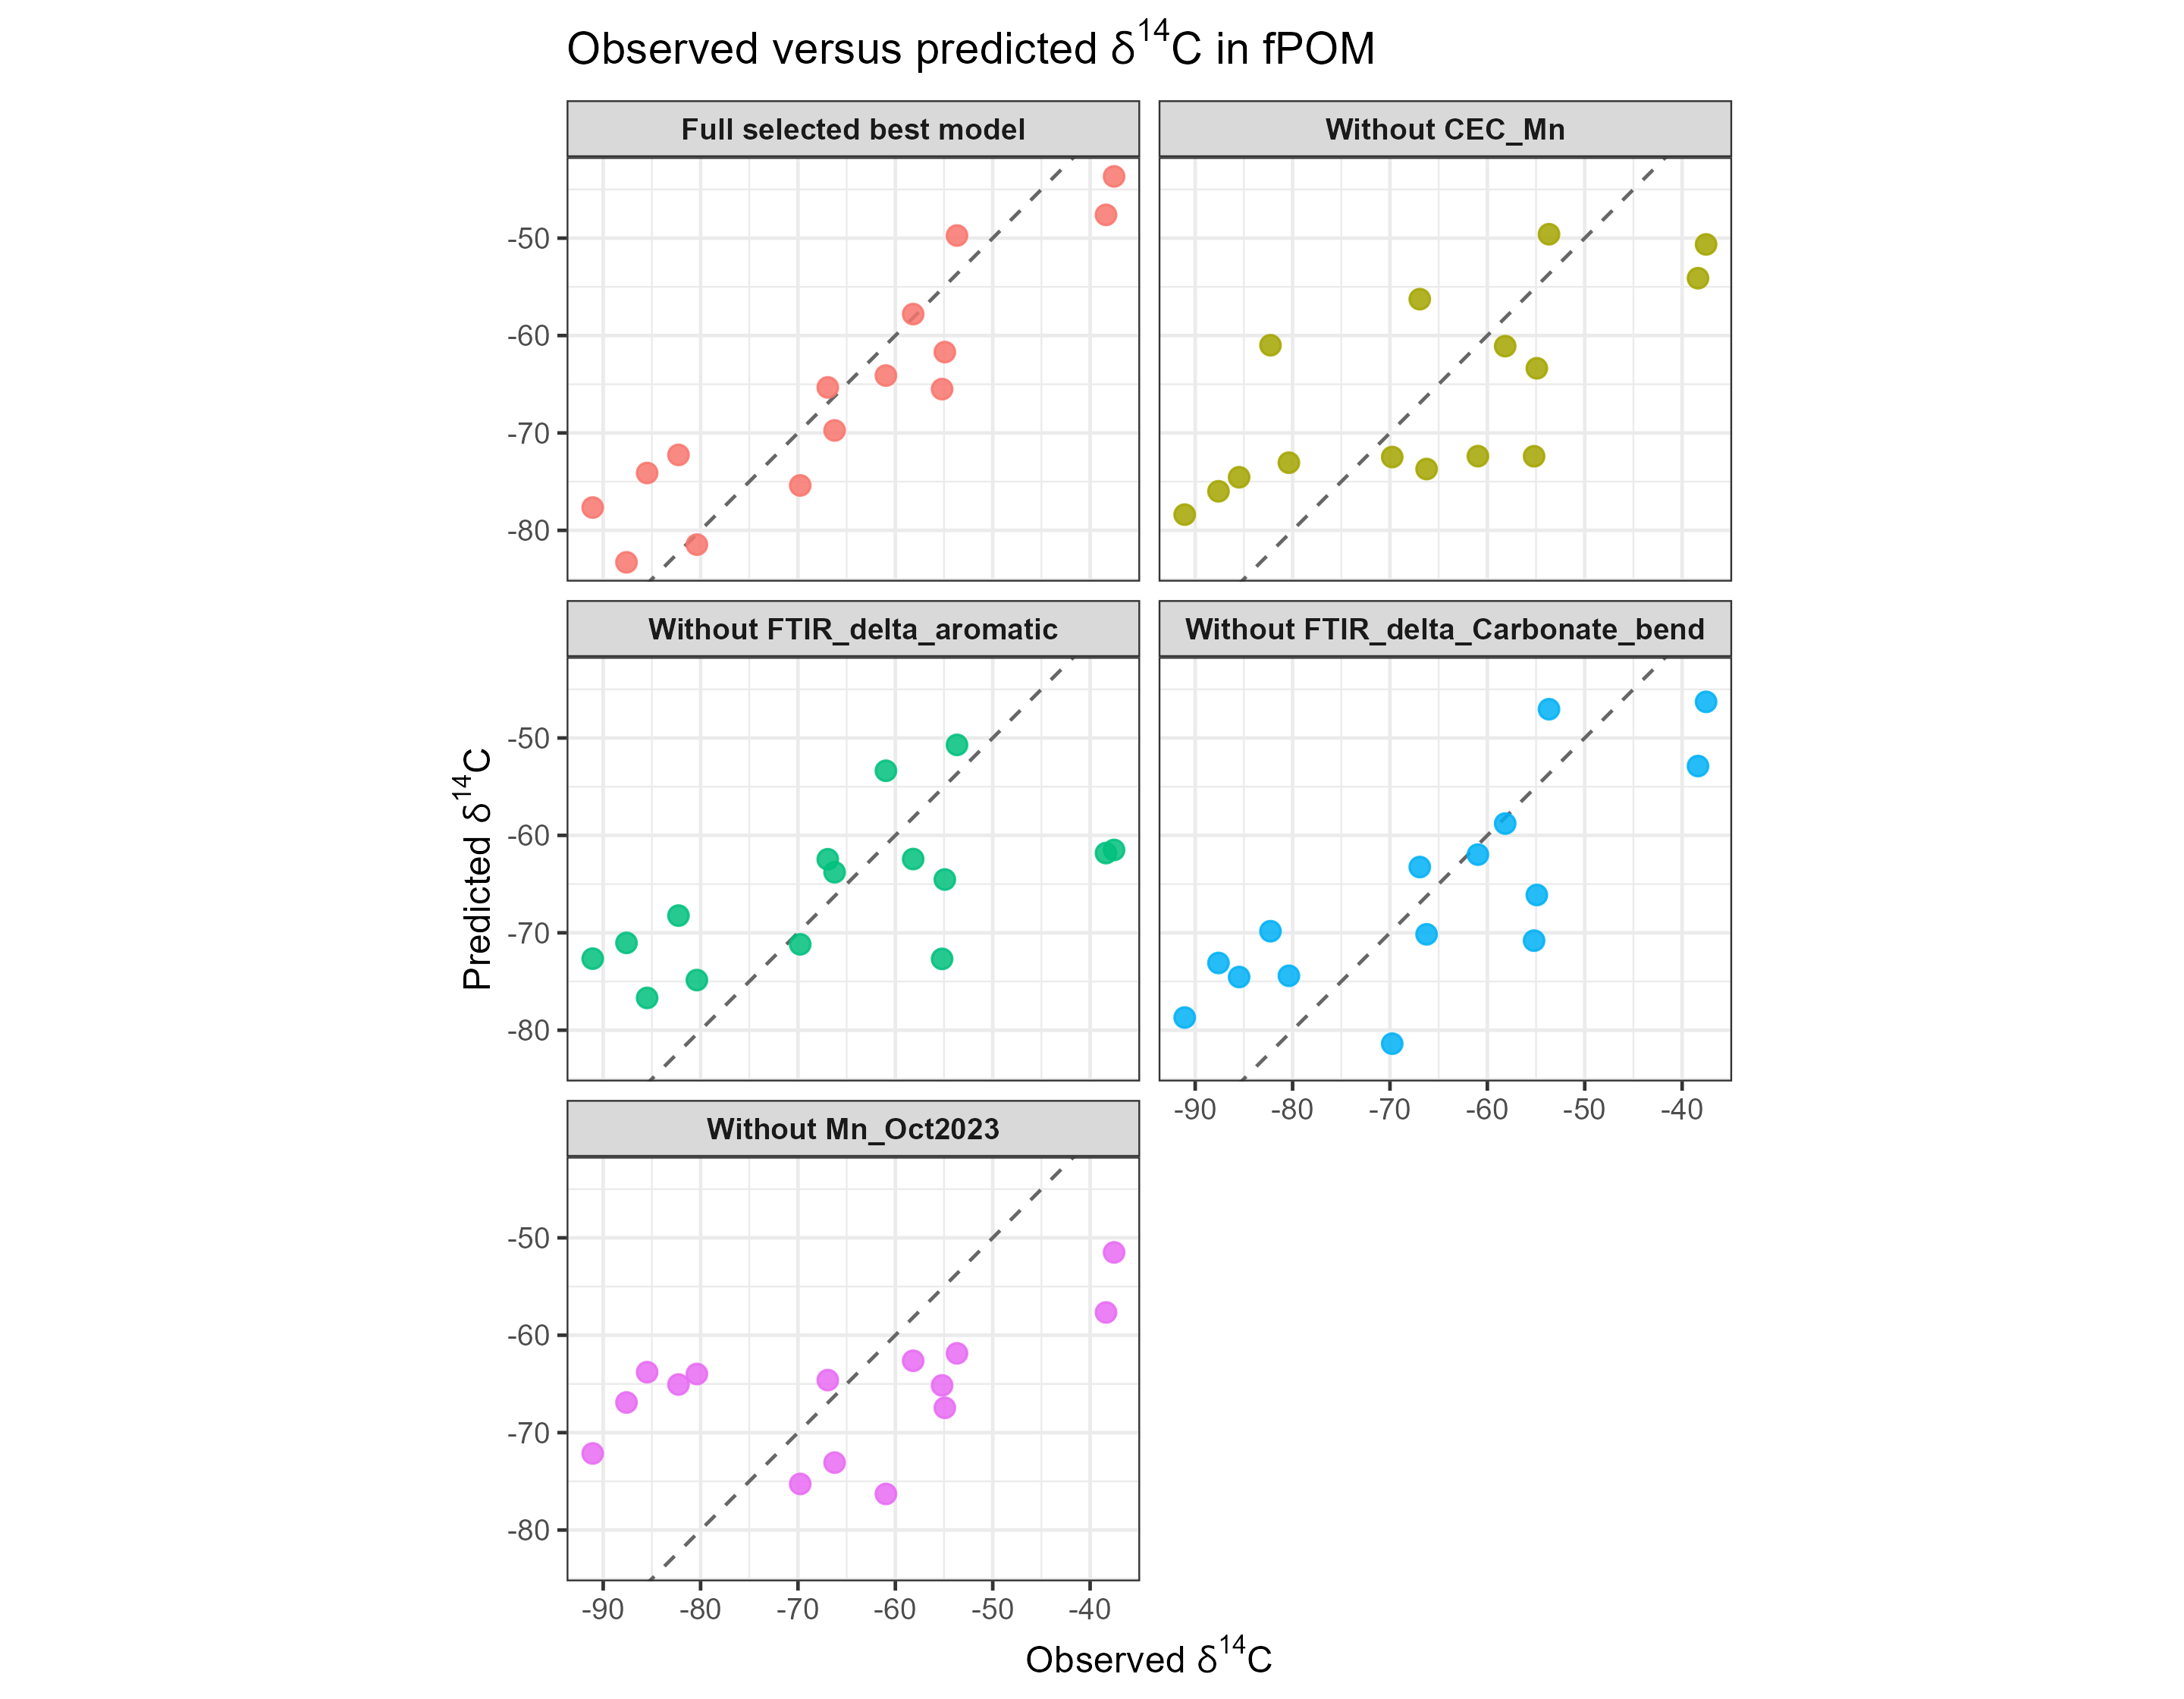 Observed versus predicted δ¹⁴C in fPOM
Full selected best model
Without CEC_Mn
-50
-60
-70
-80
Without FTIR_delta_aromatic
Without FTIR_delta_Carbonate_bend
-50
-60
-70
-80
-90 -80 -70 -60 -50 -40
Without Mn_Oct2023
-50
-60
-70
-80
-90 -80 -70 -60 -50 -40
Predicted δ¹⁴C
Observed δ¹⁴C